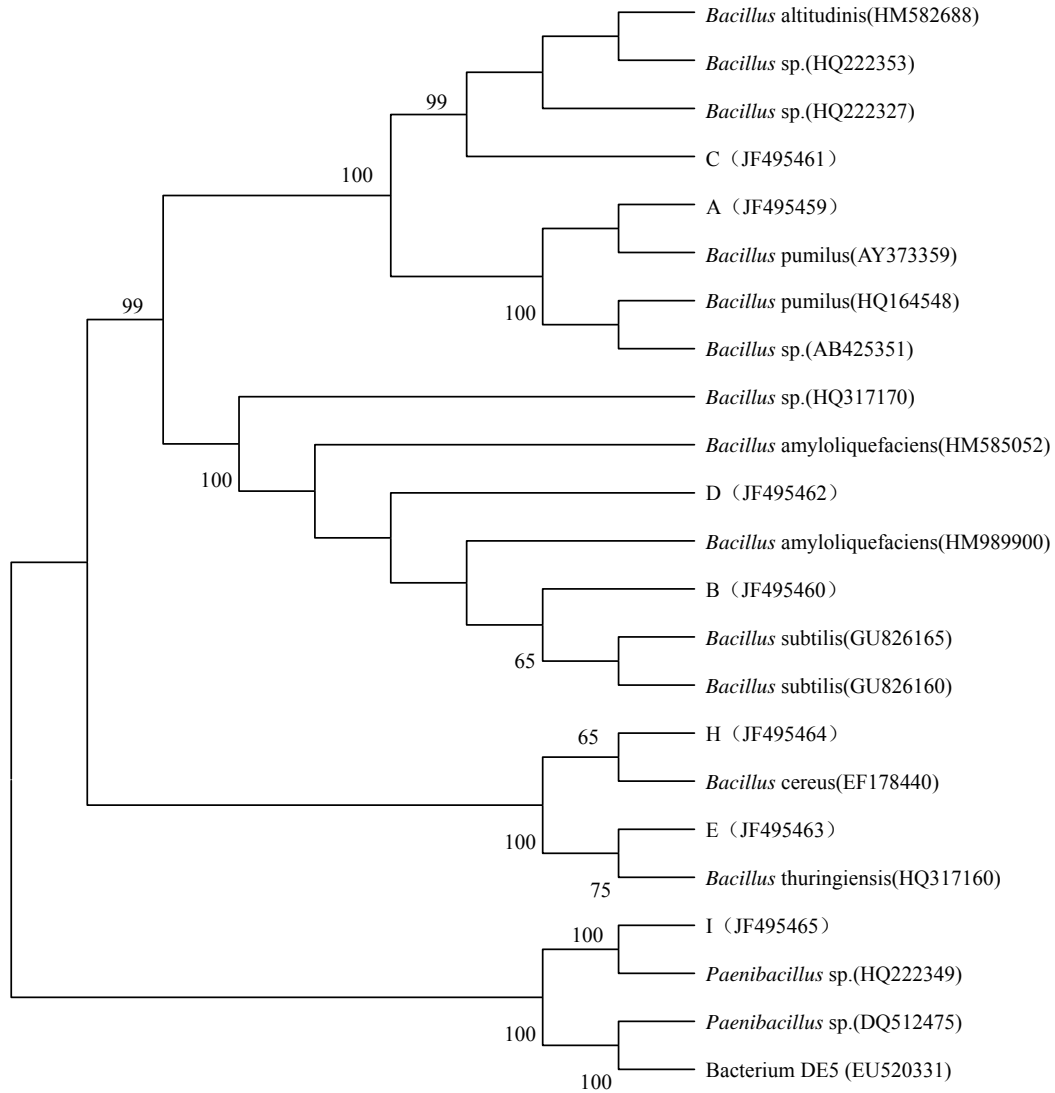 Bacillus altitudinis(HM582688)
Bacillus sp.(HQ222353)
99
Bacillus sp.(HQ222327)
C（JF495461）
100
A（JF495459）
Bacillus pumilus(AY373359)
Bacillus pumilus(HQ164548)
99
100
Bacillus sp.(AB425351)
Bacillus sp.(HQ317170)
Bacillus amyloliquefaciens(HM585052)
100
D（JF495462）
Bacillus amyloliquefaciens(HM989900)
B（JF495460）
Bacillus subtilis(GU826165)
65
Bacillus subtilis(GU826160)
H（JF495464）
65
Bacillus cereus(EF178440)
E（JF495463）
100
Bacillus thuringiensis(HQ317160)
75
I（JF495465）
100
Paenibacillus sp.(HQ222349)
Paenibacillus sp.(DQ512475)
100
Bacterium DE5 (EU520331)
100